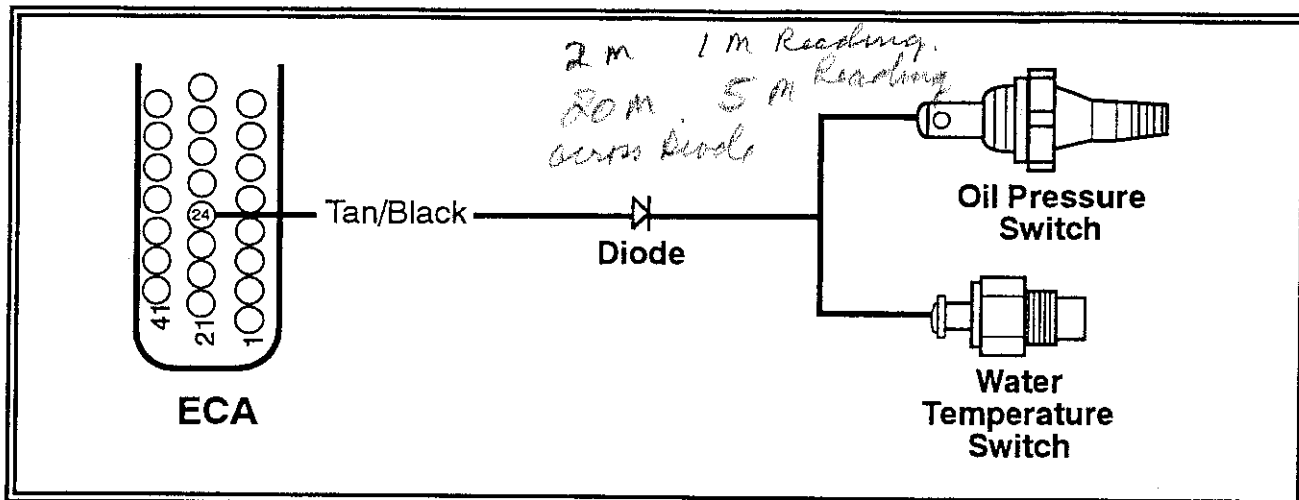 2 m 1 M Reading.
20 m. 5 M Reading
across Diode
24
Tan/Black
Diode
41
21
1
ECA
Oil Pressure
Switch
Water
Temperature
Switch